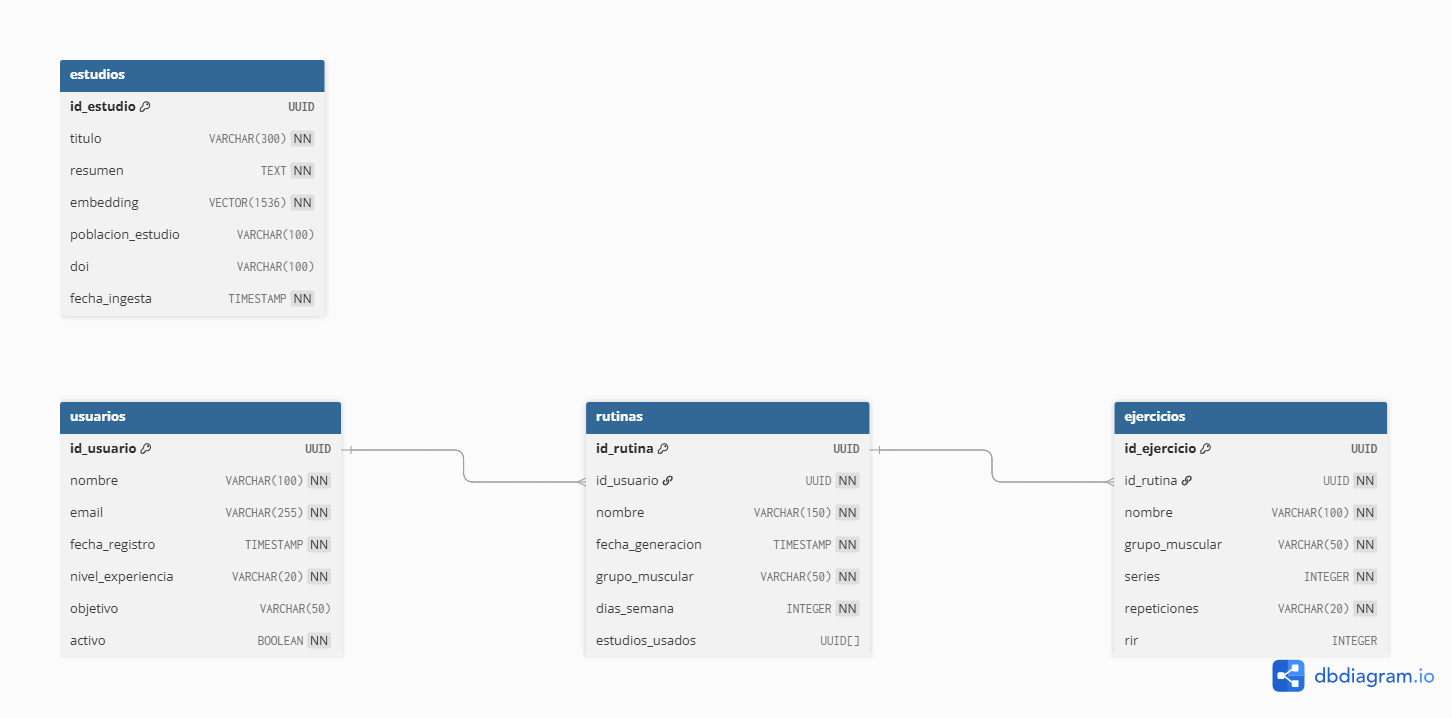 estudios
id_estudio UUID
titulo VARCHAR(300) NN
resumen TEXT NN
embedding VECTOR(1536) NN
poblacion_estudio VARCHAR(100)
doi VARCHAR(100)
fecha_ingesta TIMESTAMP NN
usuarios
id_usuario UUID
nombre VARCHAR(100) NN
email VARCHAR(255) NN
fecha_registro TIMESTAMP NN
nivel_experiencia VARCHAR(20) NN
objetivo VARCHAR(50)
activo BOOLEAN NN
rutinas
id_rutina UUID
id_usuario UUID NN
nombre VARCHAR(150) NN
fecha_generacion TIMESTAMP NN
grupo_muscular VARCHAR(50) NN
dias_semana INTEGER NN
estudios_usados UUID[]
ejercicios
id_ejercicio UUID
id_rutina UUID NN
nombre VARCHAR(100) NN
grupo_muscular VARCHAR(50) NN
series INTEGER NN
repeticiones VARCHAR(20) NN
rir INTEGER
dbdiagram.io